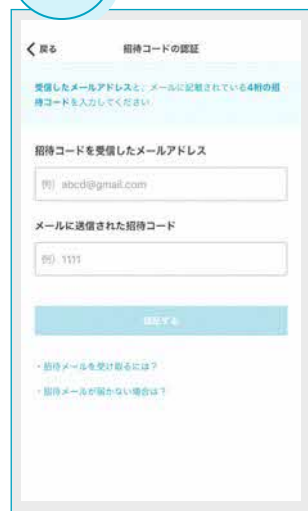 戻る 招待コードの認証
受信したメールアドレスと、メールに記載されている4桁の招
待コードを入力してください
招待コードを受信したメールアドレス
例）abcd@gmail.com
メールに送信された招待コード
例）1111
認証する
・招待メールを受け取るには？
・招待メールが届かない場合は？